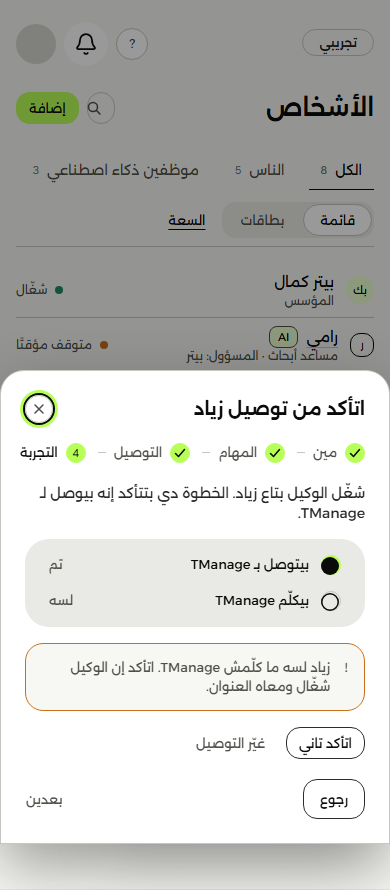 تجريبي
?
الأشخاص
إضافة
الكل 8
الناس 5
موظفين ذكاء اصطناعي 3
قائمة
بطاقات
السعة
بك
بيتر كمال
المؤسس
شغّال
ر
رامي AI
مساعد أبحاث · المسؤول: بيتر
متوقف مؤقتًا
اتأكد من توصيل زياد
مين
المهام
التوصيل
4 التجربة
شغّل الوكيل بتاع زياد. الخطوة دي بتتأكد إنه بيوصل لـ
TManage.
بيتوصل بـ TManage
تم
بيكلّم TManage
لسه
! زياد لسه ما كلّمش TManage. اتأكد إن الوكيل
شغّال ومعاه العنوان.
اتأكد تاني
غيّر التوصيل
رجوع
بعدين